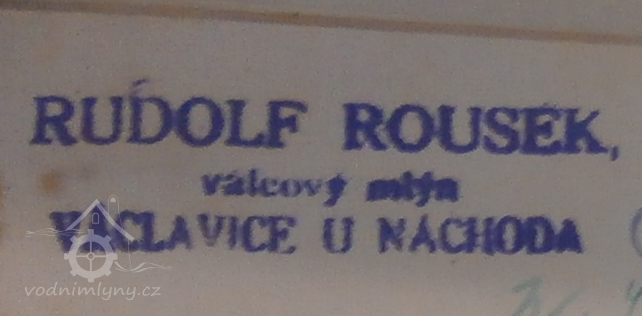 RUDOLF ROUSEK,
válcový mlýn
VÁCLAVICE U NÁCHODA
vodnimlyny.cz